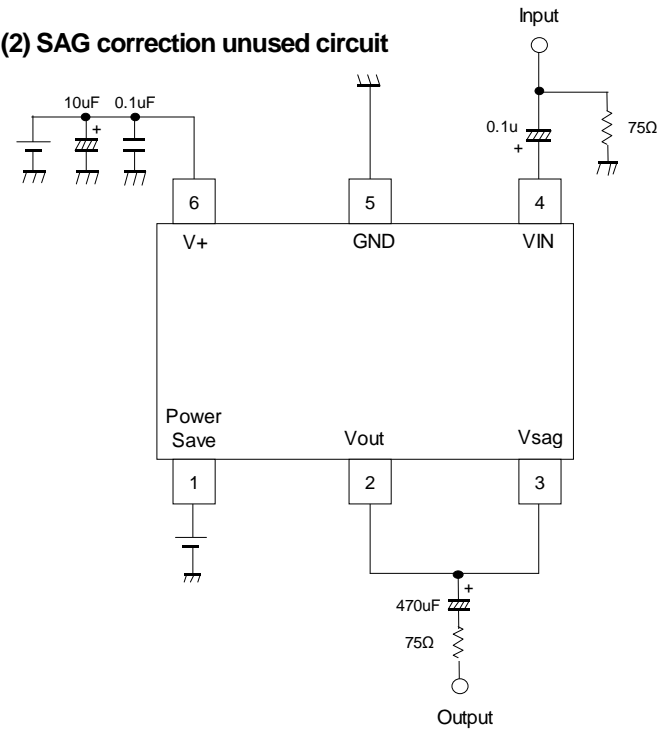 Input
(2) SAG correction unused circuit
10uF 0.1uF
+
0.1u
+
75Ω
6
5
4
V+
GND
VIN
Power
Save
Vout
Vsag
1
2
3
+
470uF
75Ω
Output